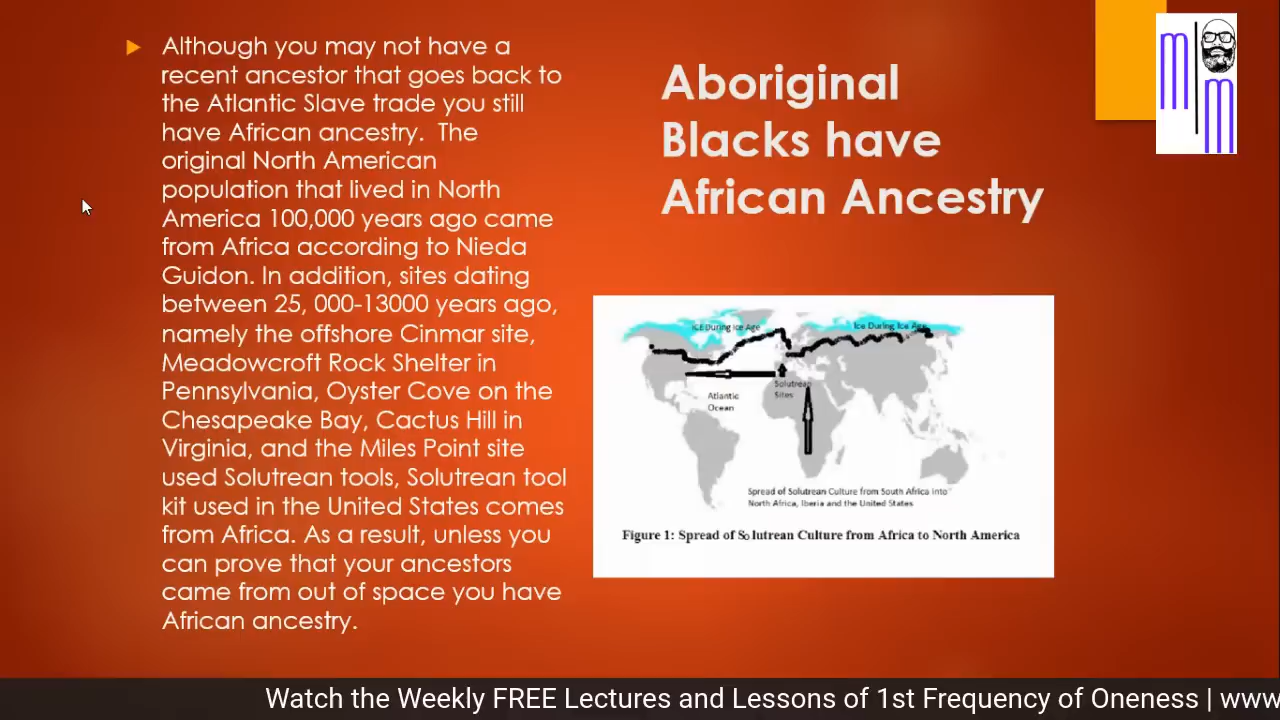 Although you may not have a
recent ancestor that goes back to
the Atlantic Slave trade you still
have African ancestry.  The
original North American
population that lived in North
America 100,000 years ago came
from Africa according to Nieda
Guidon. In addition, sites dating
between 25, 000-13000 years ago,
namely the offshore Cinmar site,
Meadowcroft Rock Shelter in
Pennsylvania, Oyster Cove on the
Chesapeake Bay, Cactus Hill in
Virginia, and the Miles Point site
used Solutrean tools, Solutrean tool
kit used in the United States comes
from Africa. As a result, unless you
can prove that your ancestors
came from out of space you have
African ancestry.
Aboriginal
Blacks have
African Ancestry
m
m
ICE During Ice Age
Ice During Ice Age
Solutrean
Sites
Atlantic
Ocean
Spread of Solutrean Culture from South Africa into
North Africa, Iberia and the United States
Figure 1: Spread of Solutrean Culture from Africa to North America
Watch the Weekly FREE Lectures and Lessons of 1st Frequency of Oneness | www